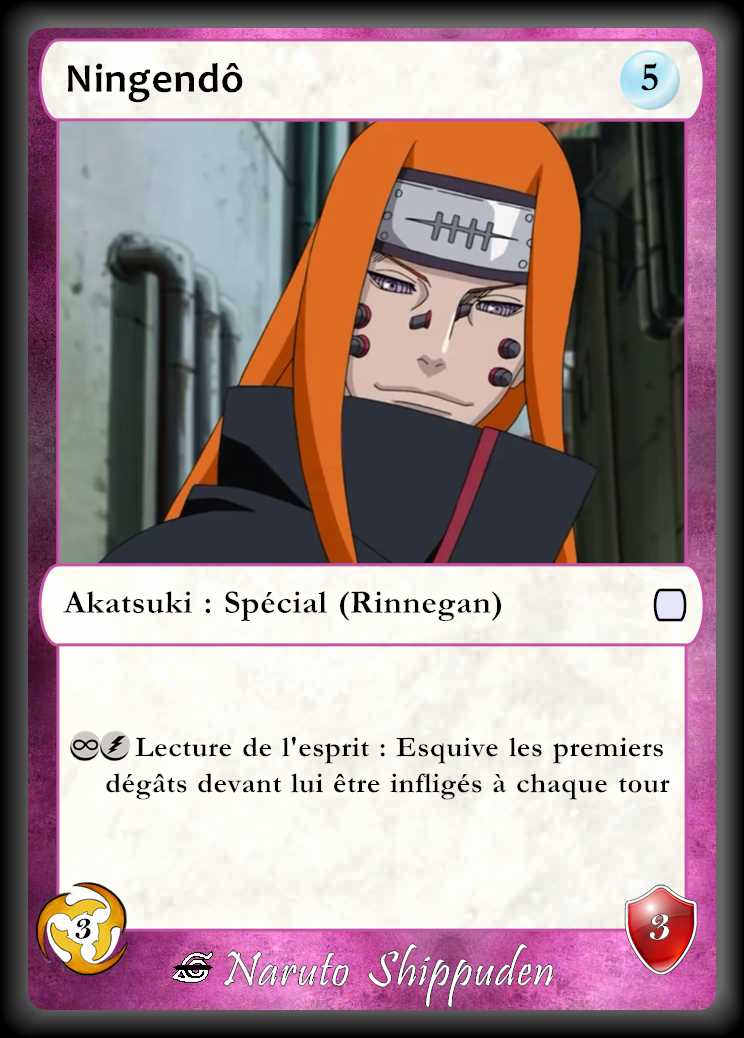 Ningendô
5
Akatsuki : Spécial (Rinnegan)
Lecture de l'esprit : Esquive les premiers
dégâts devant lui être infligés à chaque tour
3
3
Naruto Shippuden